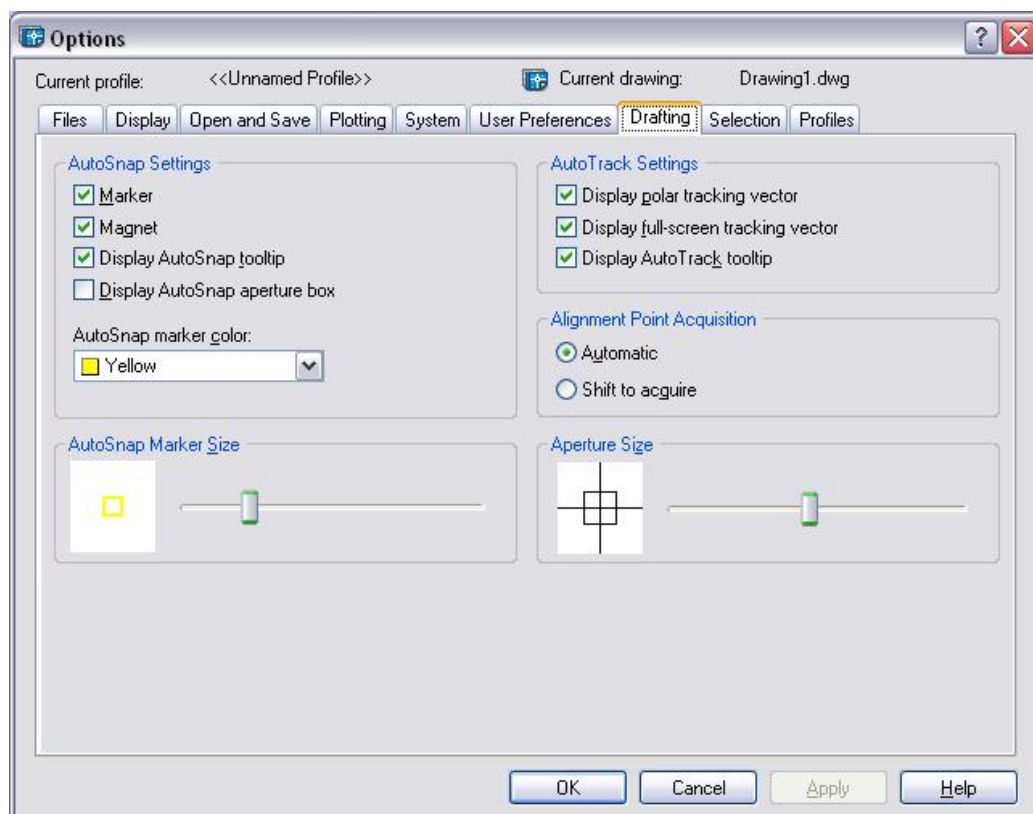 Options
Current profile: <<Unnamed Profile>> Current drawing: Drawing1.dwg
Files Display Open and Save Plotting System User Preferences Drafting Selection Profiles
AutoSnap Settings
Marker
Magnet
Display AutoSnap tooltip
Display AutoSnap aperture box
AutoSnap marker color:
Yellow
AutoTrack Settings
Display polar tracking vector
Display full-screen tracking vector
Display AutoTrack tooltip
Alignment Point Acquisition
Automatic
Shift to acquire
AutoSnap Marker Size
Aperture Size
OK Cancel Apply Help